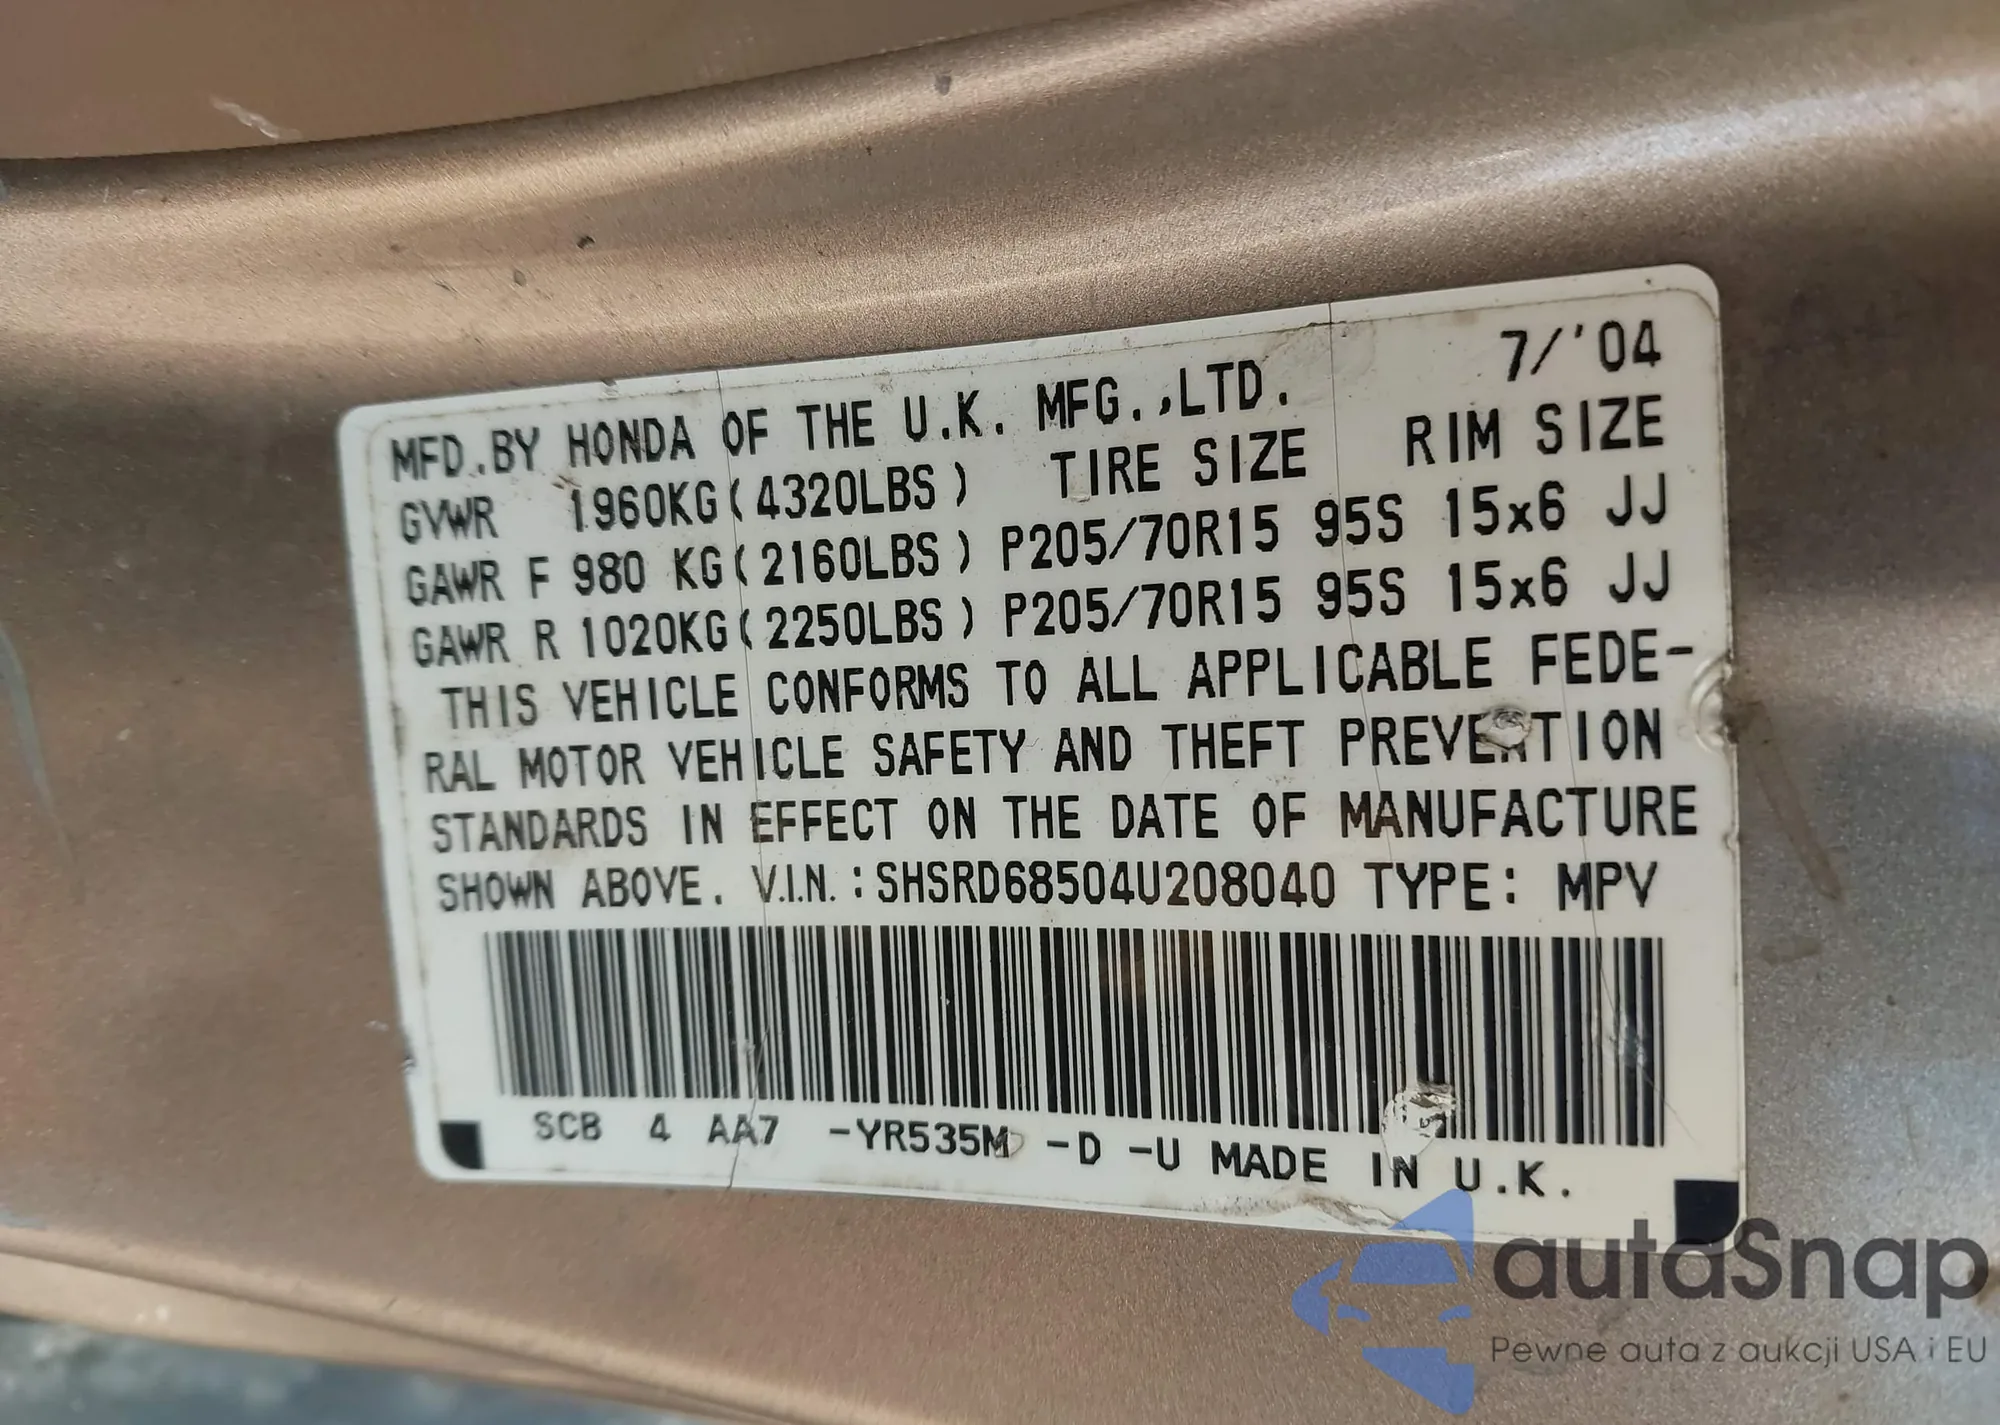 MFD.BY HONDA OF THE U.K. MFG.,LTD. 7/'04
GVWR 1960KG(4320LBS) TIRE SIZE RIM SIZE
GAWR F 980 KG(2160LBS) P205/70R15 95S 15x6 JJ
GAWR R 1020KG(2250LBS) P205/70R15 95S 15x6 JJ
THIS VEHICLE CONFORMS TO ALL APPLICABLE FEDE-
RAL MOTOR VEHICLE SAFETY AND THEFT PREVENTION
STANDARDS IN EFFECT ON THE DATE OF MANUFACTURE
SHOWN ABOVE. V.I.N.:SHSRD68504U208040 TYPE: MPV
SCB 4 AA7 -YR535M -D -U MADE IN U.K.
autoSnap
Pewne auta z aukcji USA i EU